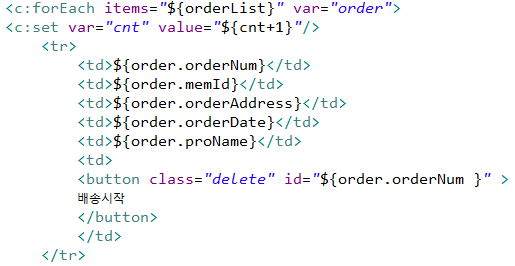 <c:forEach items="${orderList}" var="order">
<c:set var="cnt" value="${cnt+1}"/>
<tr>
<td>${order.orderNum}</td>
<td>${order.memId}</td>
<td>${order.orderAddress}</td>
<td>${order.orderDate}</td>
<td>${order.proName}</td>
<td>
<button class="delete" id="${order.orderNum }" >
배송시작
</button>
</td>
</tr>